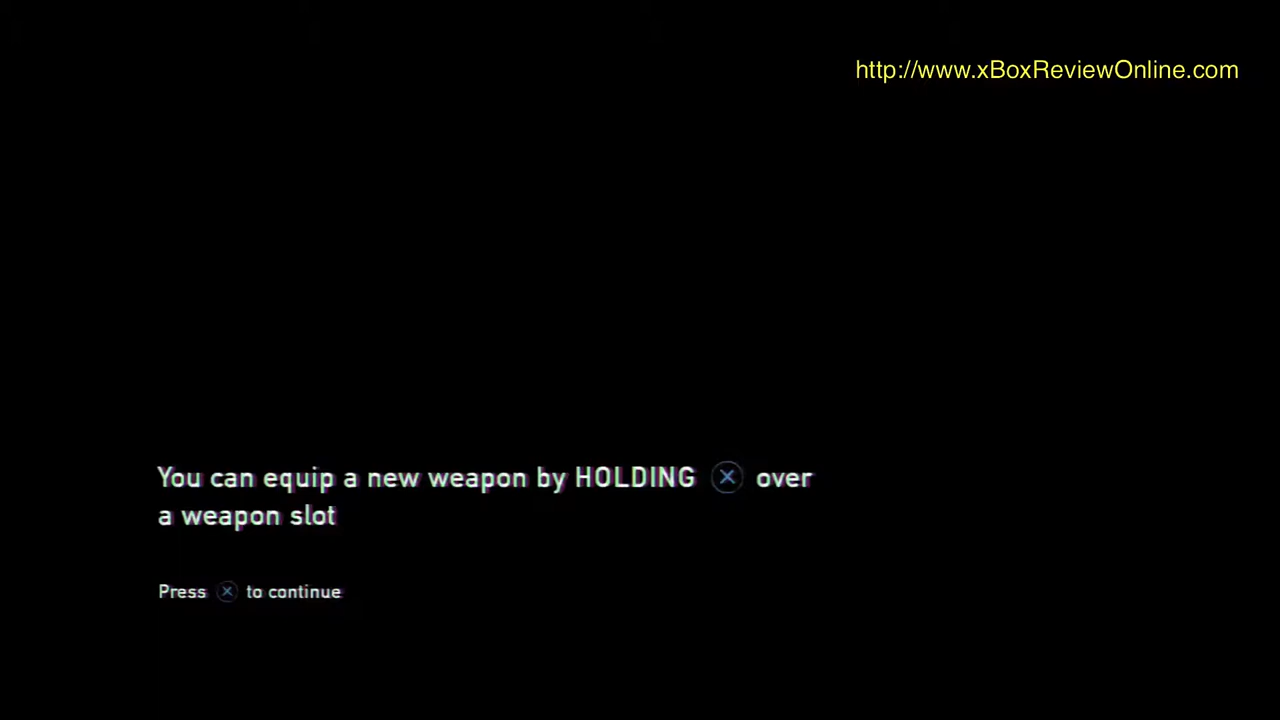 http://www.xBoxReviewOnline.com
You can equip a new weapon by HOLDING ⓧ over
a weapon slot
Press ⓧ to continue